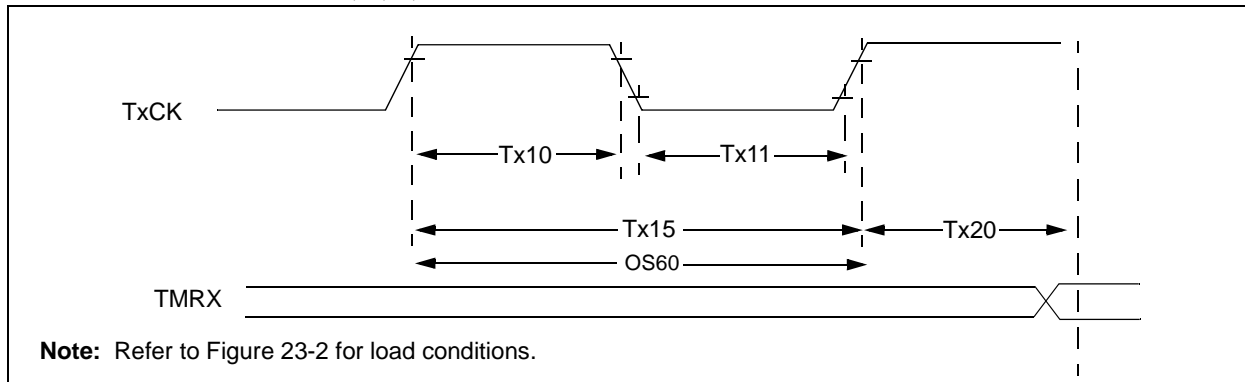 TxCK
Tx10
Tx11
Tx15
Tx20
OS60
TMRX
Note: Refer to Figure 23-2 for load conditions.